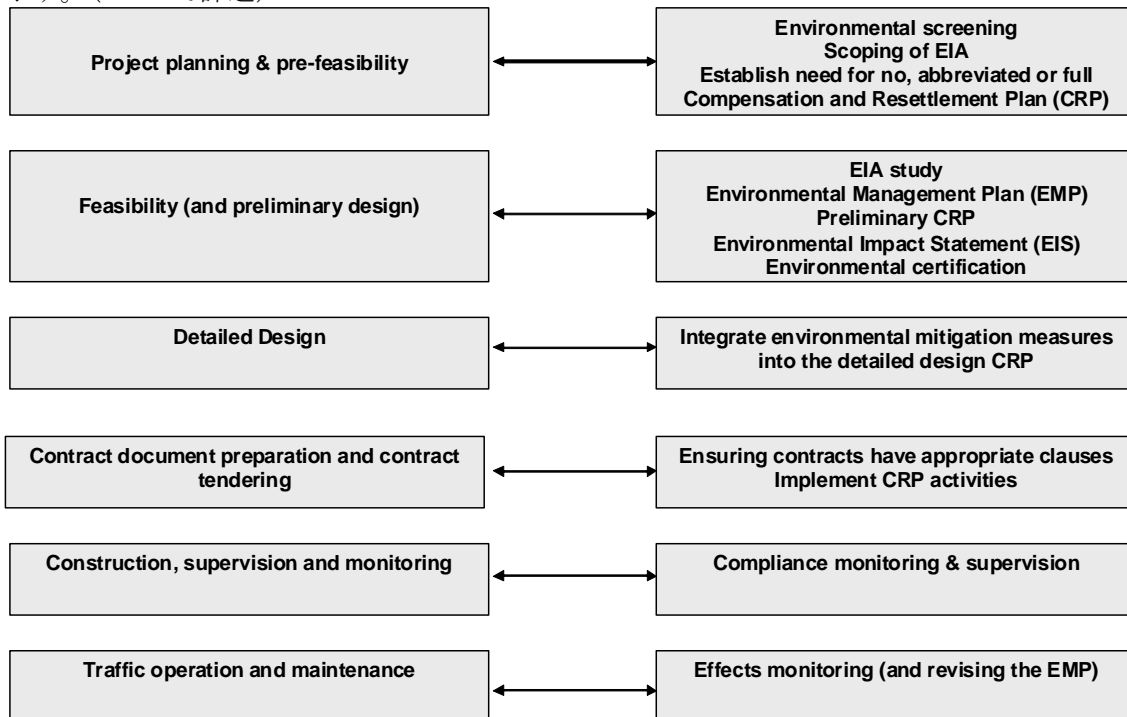 Project planning & pre-feasibility
Environmental screening
Scoping of EIA
Establish need for no, abbreviated or full
Compensation and Resettlement Plan (CRP)
Feasibility (and preliminary design)
EIA study
Environmental Management Plan (EMP)
Preliminary CRP
Environmental Impact Statement (EIS)
Environmental certification
Detailed Design
Integrate environmental mitigation measures
into the detailed design CRP
Contract document preparation and contract
tendering
Ensuring contracts have appropriate clauses
Implement CRP activities
Construction, supervision and monitoring
Compliance monitoring & supervision
Traffic operation and maintenance
Effects monitoring (and revising the EMP)